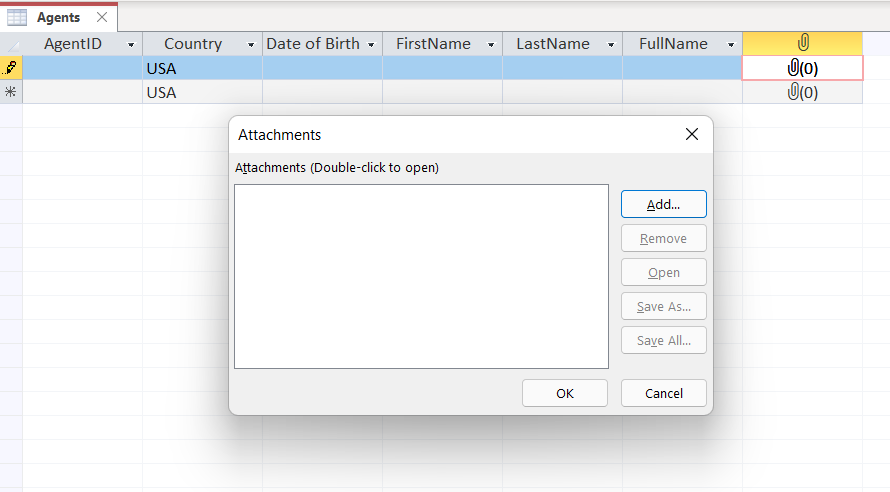 Agents
AgentID Country Date of Birth FirstName LastName FullName
USA (0)
USA (0)
Attachments
Attachments (Double-click to open)
Add...
Remove
Open
Save As...
Save All...
OK Cancel